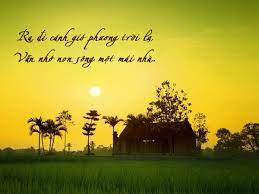 Ra đi cánh gió phương trời lạ
Vẫn nhớ non sông một mái nhà.